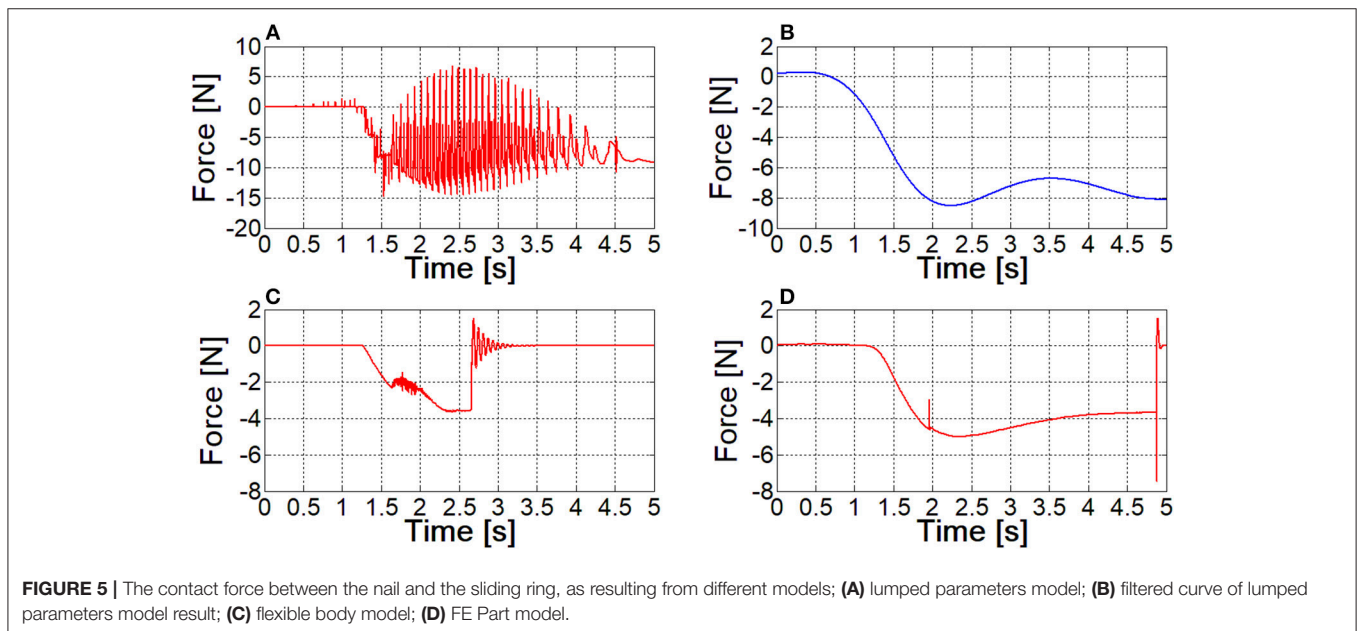 A
10
5
0
-5
-10
-15
-20
Force [N]
0 0.5 1 1.5 2 2.5 3 3.5 4 4.5 5
Time [s]
B
2
0
-2
-4
-6
-8
-10
Force [N]
0 0.5 1 1.5 2 2.5 3 3.5 4 4.5 5
Time [s]
C
2
0
-2
-4
-6
-8
Force [N]
0 0.5 1 1.5 2 2.5 3 3.5 4 4.5 5
Time [s]
D
2
0
-2
-4
-6
-8
Force [N]
0 0.5 1 1.5 2 2.5 3 3.5 4 4.5 5
Time [s]
FIGURE 5 | The contact force between the nail and the sliding ring, as resulting from different models; (A) lumped parameters model; (B) filtered curve of lumped
parameters model result; (C) flexible body model; (D) FE Part model.